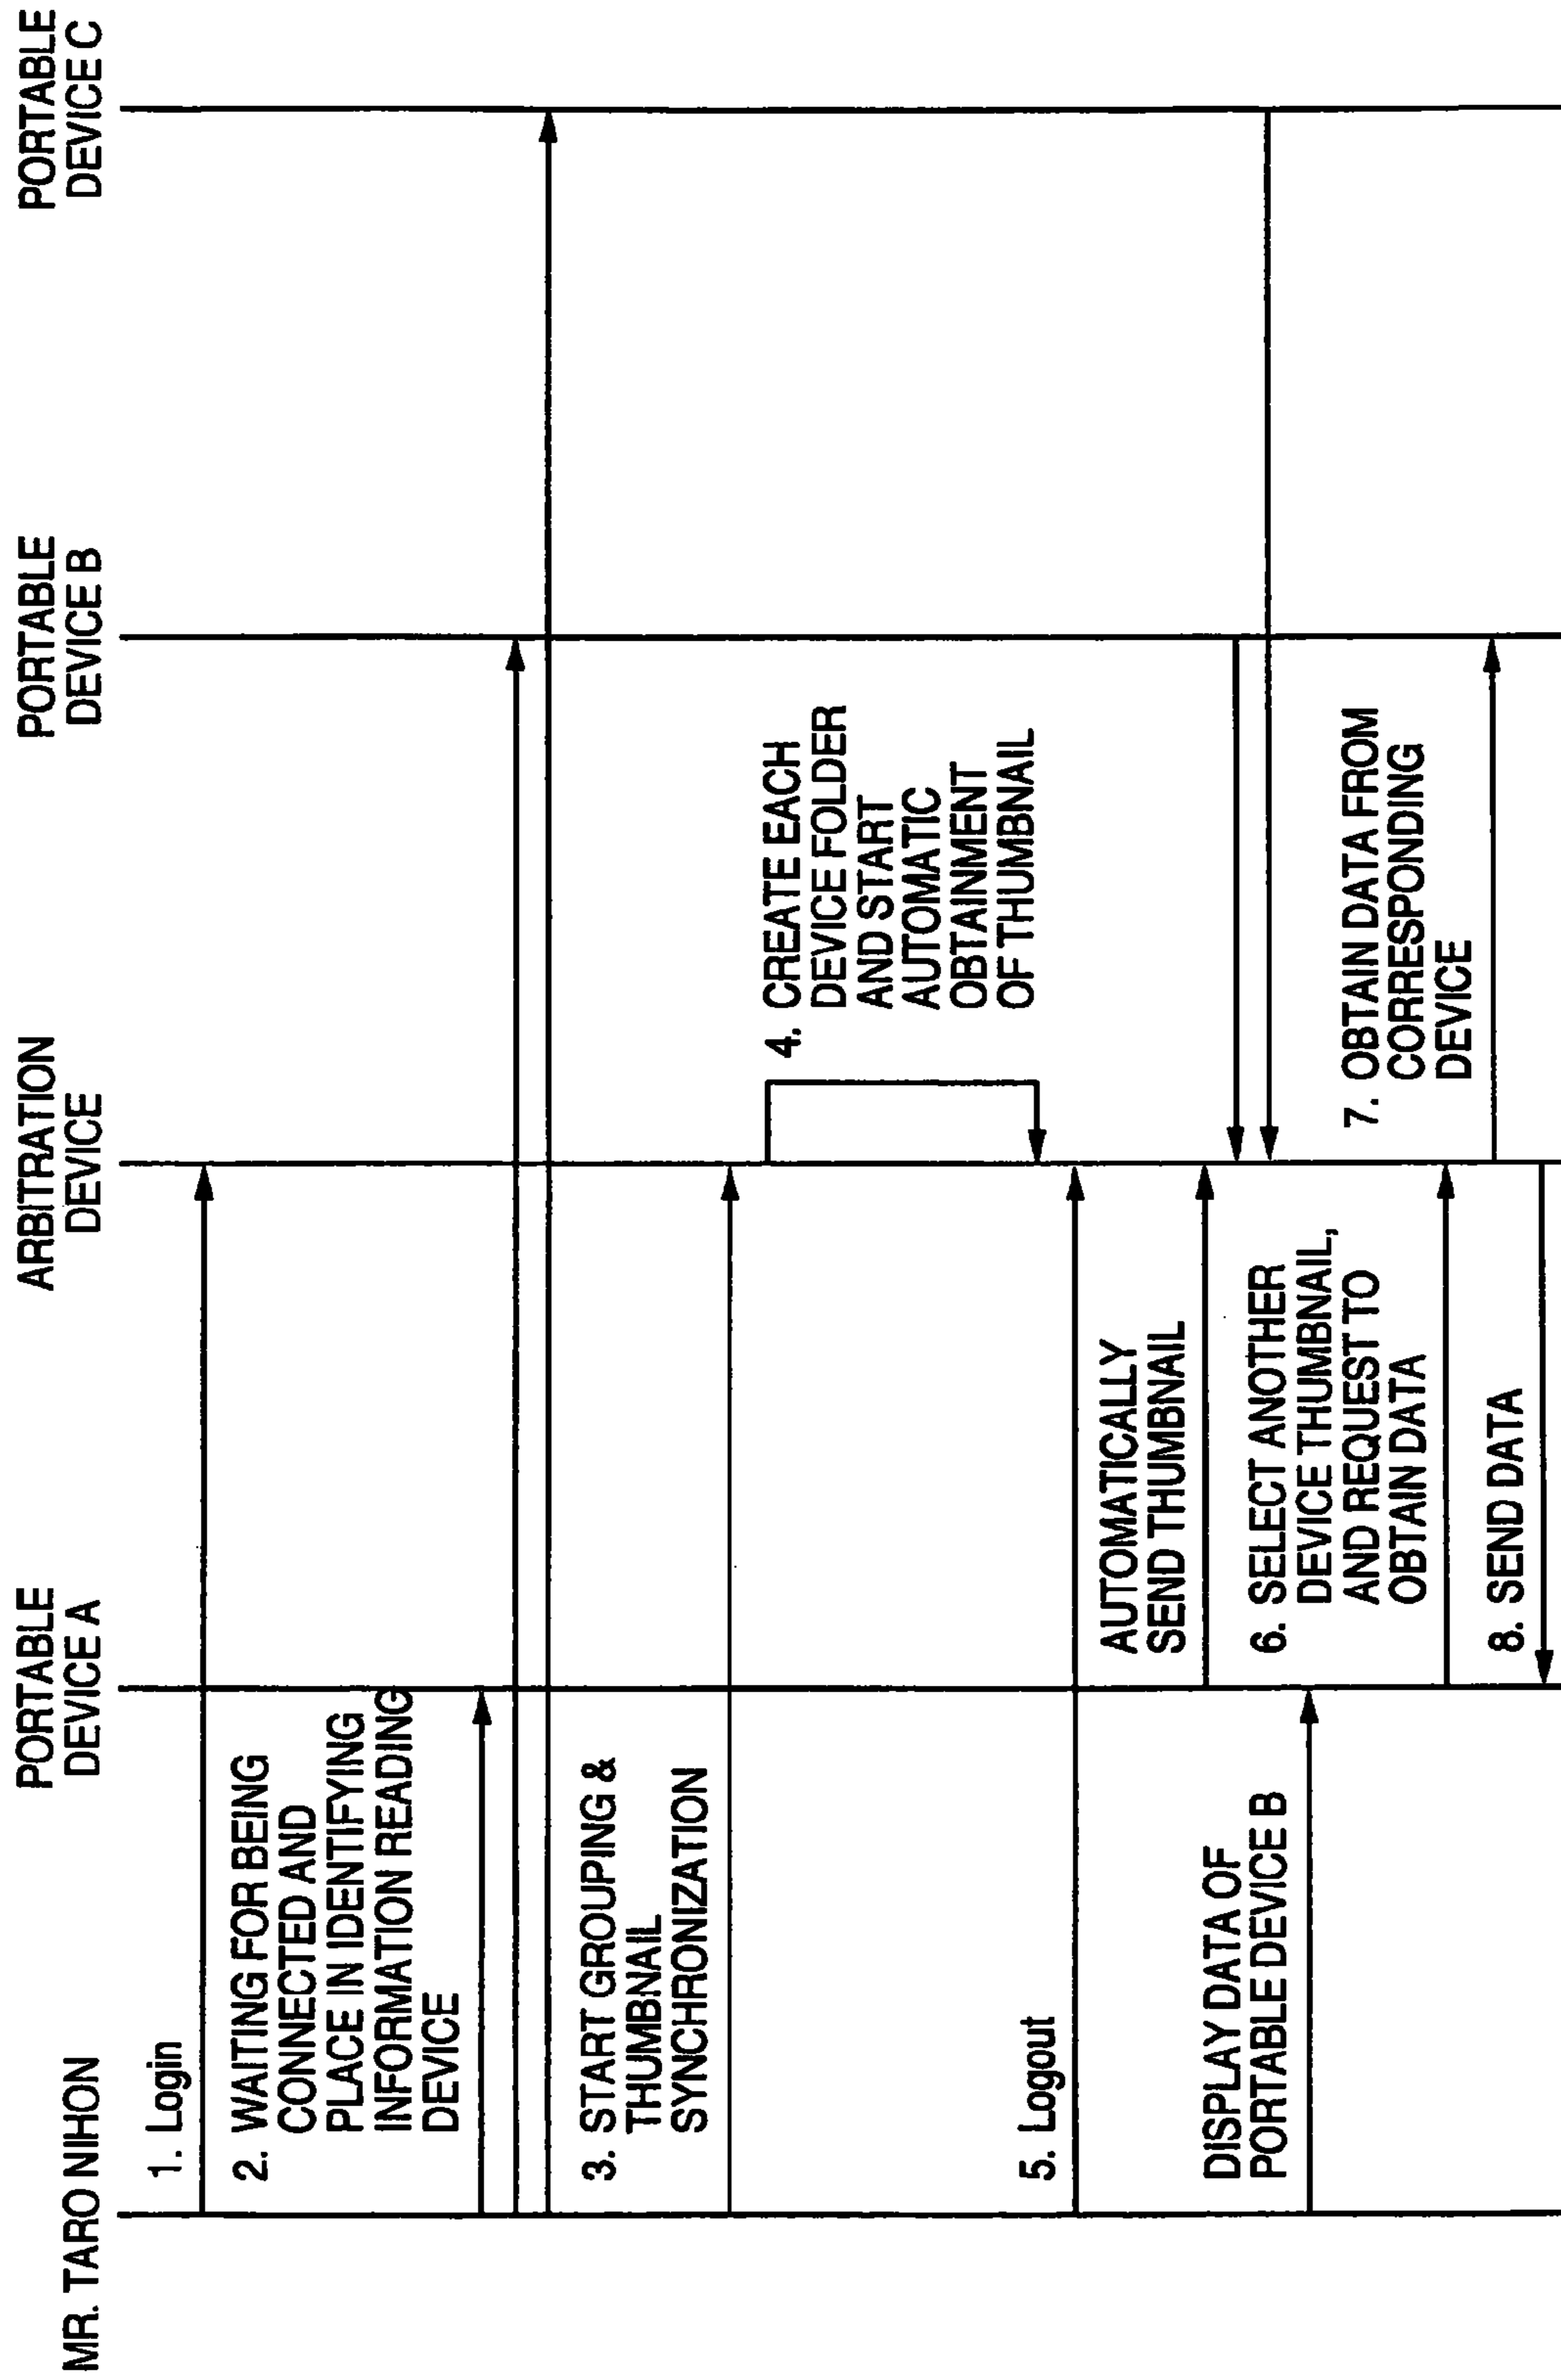 MR. TARO NIHON
PORTABLE
DEVICE A
ARBITRATION
DEVICE
PORTABLE
DEVICE B
PORTABLE
DEVICE C
1. Login
2. WAITING FOR BEING
CONNECTED AND
PLACE IN IDENTIFYING
INFORMATION READING
DEVICE
3. START GROUPING &
THUMBNAIL
SYNCHRONIZATION
4. CREATE EACH
DEVICE FOLDER
AND START
AUTOMATIC
OBTAINMENT
OF THUMBNAIL
5. Logout
AUTOMATICALLY
SEND THUMBNAIL
DISPLAY DATA OF
PORTABLE DEVICE B
6. SELECT ANOTHER
DEVICE THUMBNAIL,
AND REQUEST TO
OBTAIN DATA
7. OBTAIN DATA FROM
CORRESPONDING
DEVICE
8. SEND DATA